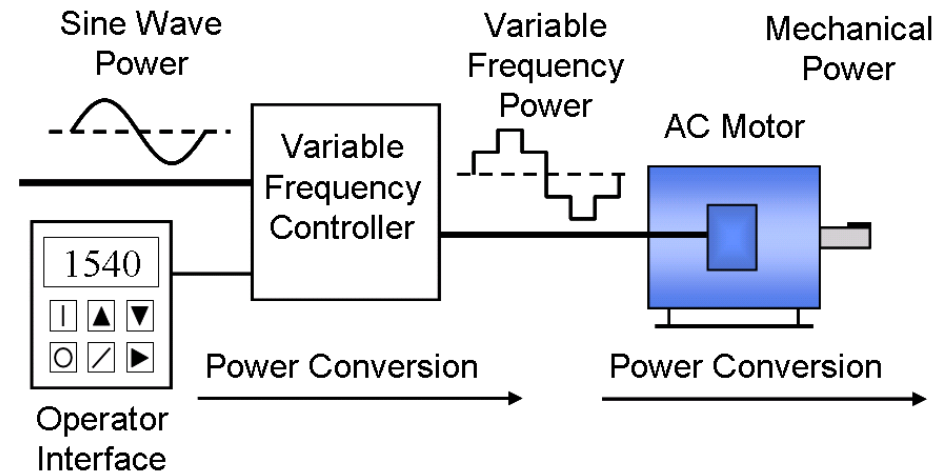 Sine Wave
Power
Variable
Frequency
Power
Mechanical
Power
AC Motor
Variable
Frequency
Controller
1540
Power Conversion
Power Conversion
Operator
Interface